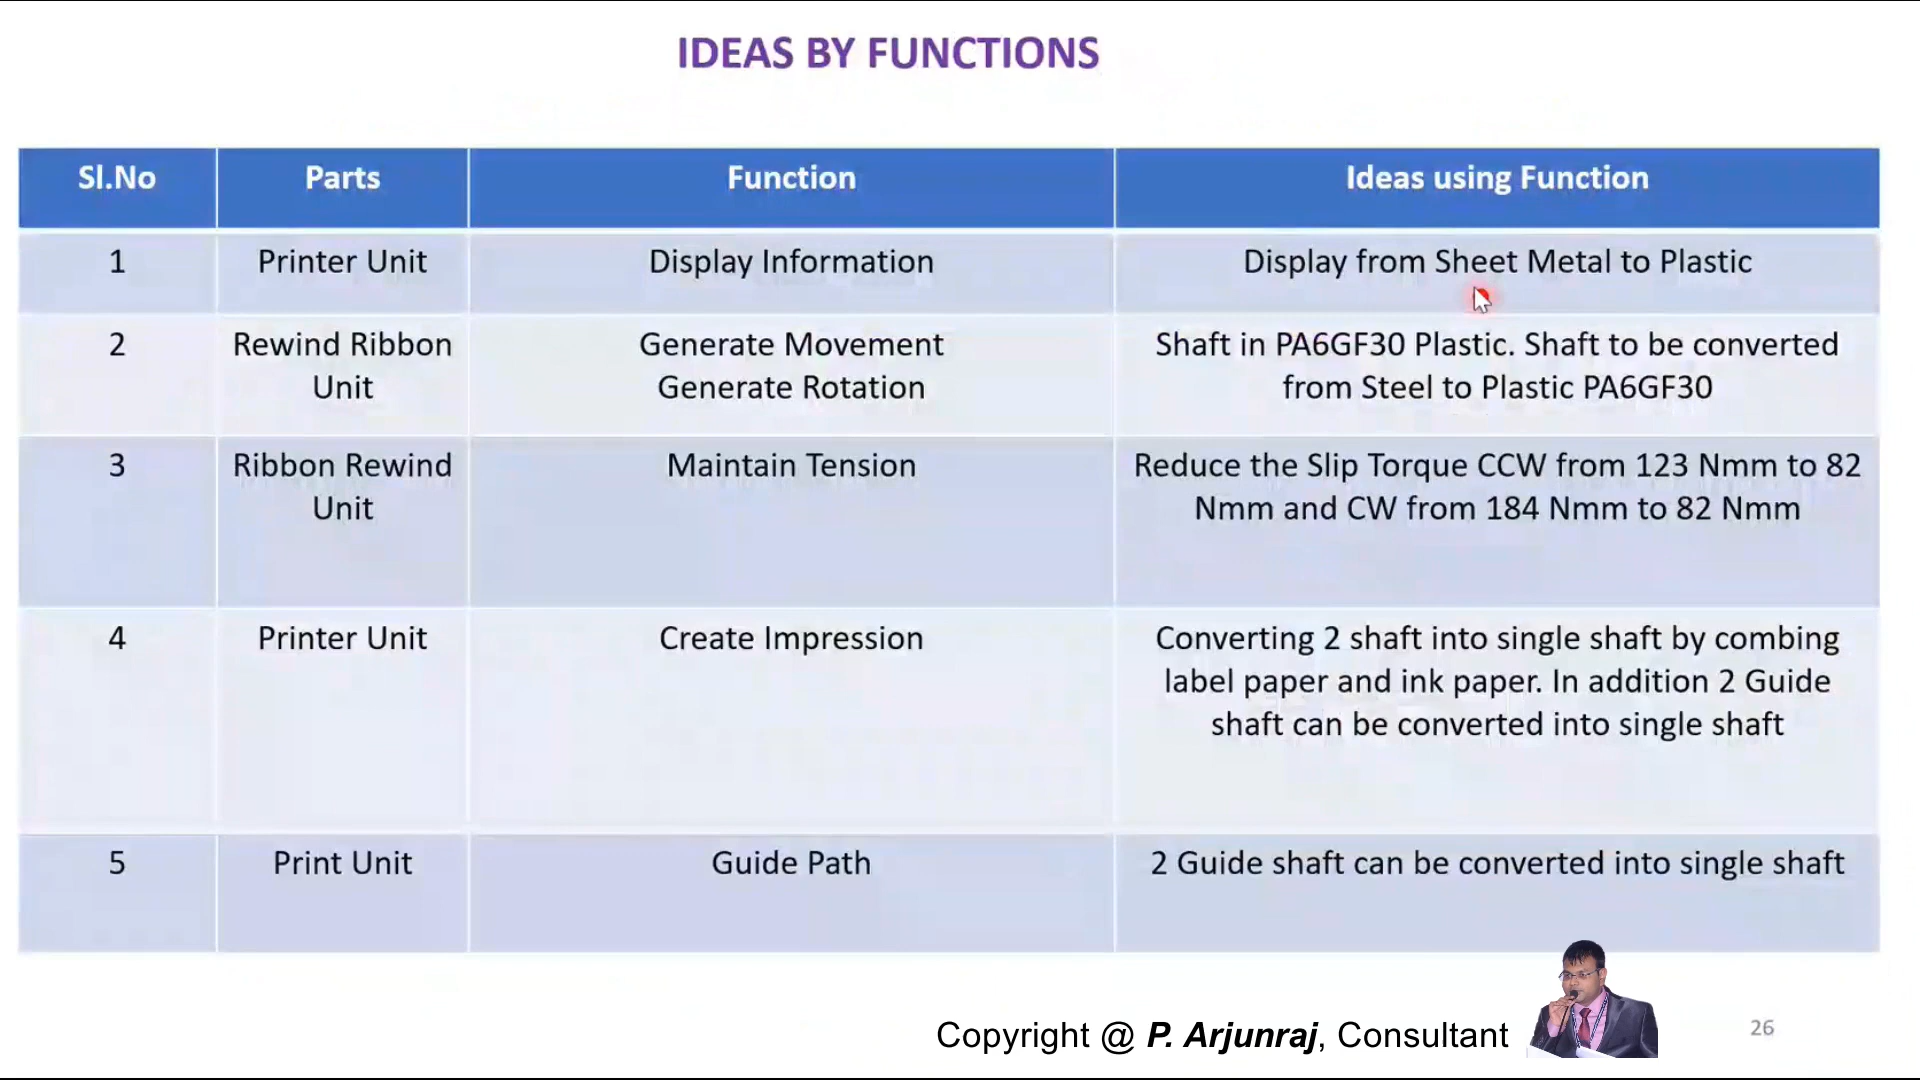 IDEAS BY FUNCTIONS
Sl.No Parts Function Ideas using Function
1 Printer Unit Display Information Display from Sheet Metal to Plastic
2 Rewind Ribbon Generate Movement Shaft in PA6GF30 Plastic. Shaft to be converted
Unit Generate Rotation from Steel to Plastic PA6GF30
3 Ribbon Rewind Maintain Tension Reduce the Slip Torque CCW from 123 Nmm to 82
Unit Nmm and CW from 184 Nmm to 82 Nmm
4 Printer Unit Create Impression Converting 2 shaft into single shaft by combing
label paper and ink paper. In addition 2 Guide
shaft can be converted into single shaft
5 Print Unit Guide Path 2 Guide shaft can be converted into single shaft
Copyright @ P. Arjunraj, Consultant
26